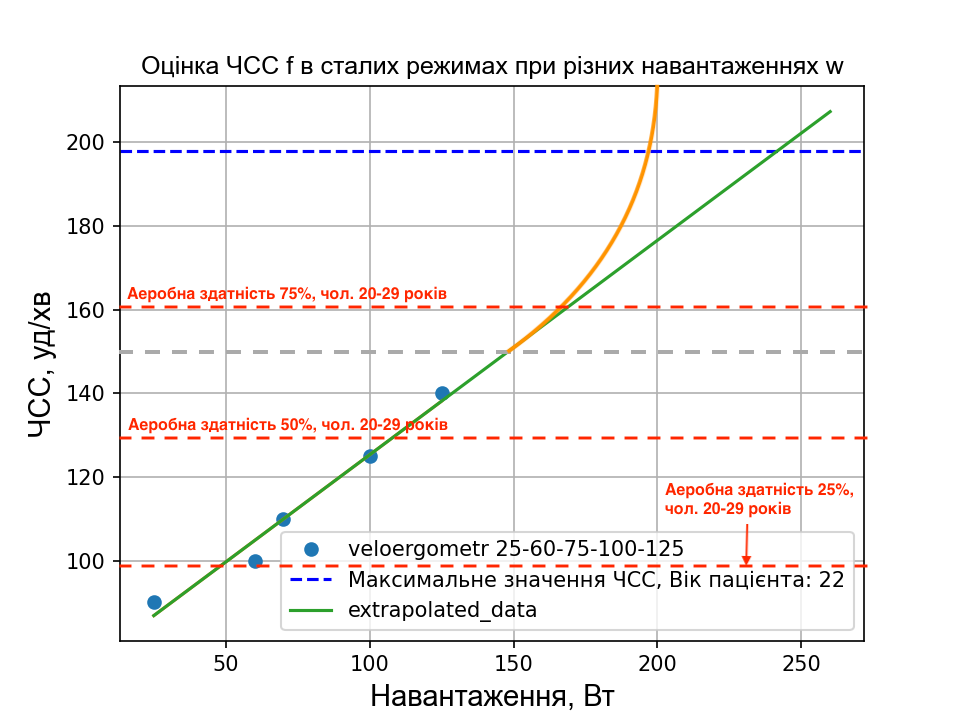 Оцінка ЧСС f в сталих режимах при різних навантаженнях w
200
180
160
140
120
100
ЧСС, уд/хв
Аеробна здатність 75%, чол. 20-29 років
Аеробна здатність 50%, чол. 20-29 років
Аеробна здатність 25%,
чол. 20-29 років
veloergometr 25-60-75-100-125
Максимальне значення ЧСС, Вік пацієнта: 22
extrapolated_data
50
100
150
200
250
Навантаження, Вт